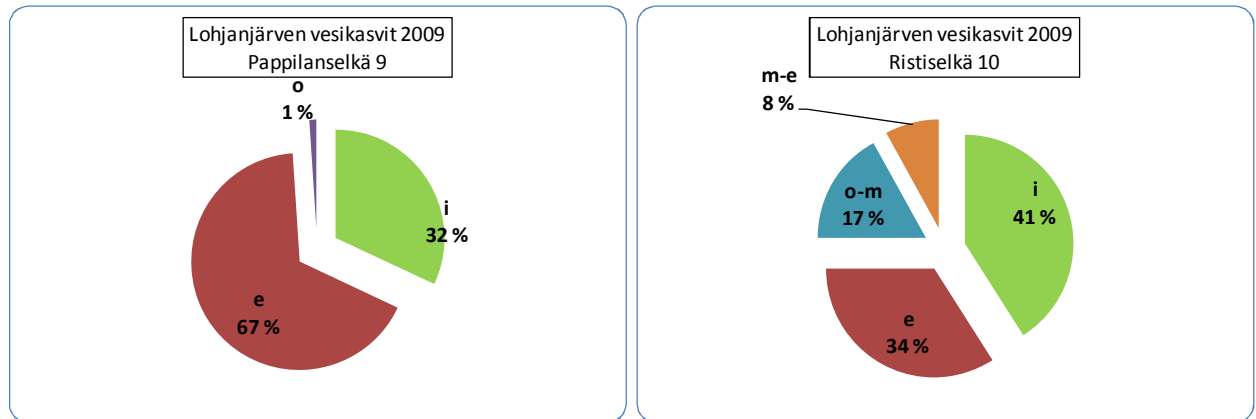 Lohjanjärven vesikasvit 2009
Pappilanselkä 9
o
1 %
i
32 %
e
67 %
Lohjanjärven vesikasvit 2009
Ristiselkä 10
m-e
8 %
o-m
17 %
i
41 %
e
34 %